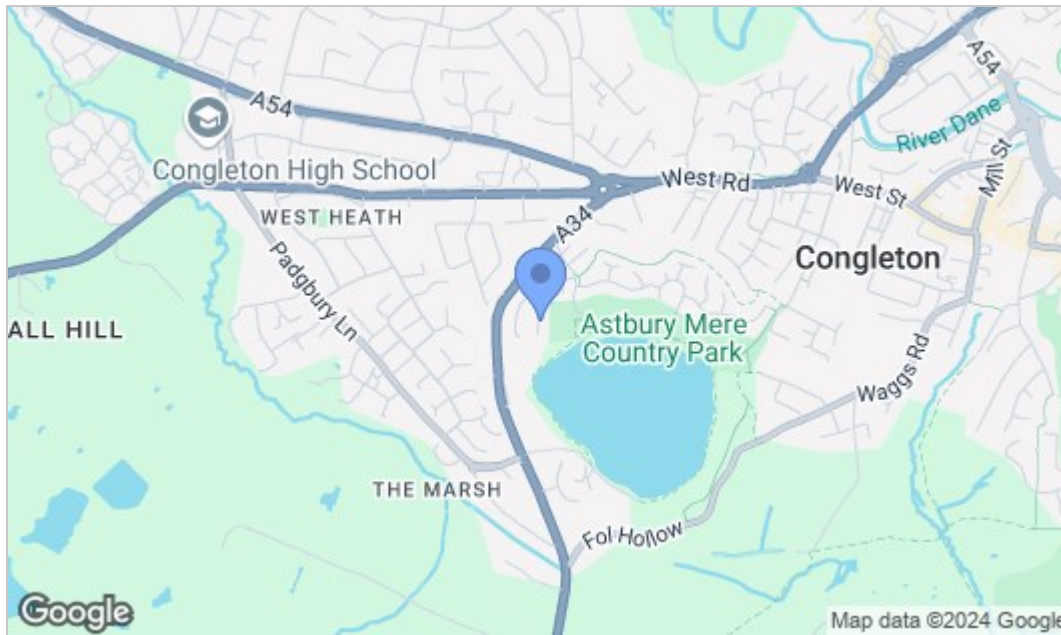 A54
A54
River Dane
Mill St
Congleton High School
West Rd
West St
WEST HEATH
A34
Padgbury Ln
Congleton
ALL HILL
Astbury Mere
Country Park
Waggs Rd
THE MARSH
Fol Hollow
Google
Map data ©2024 Google